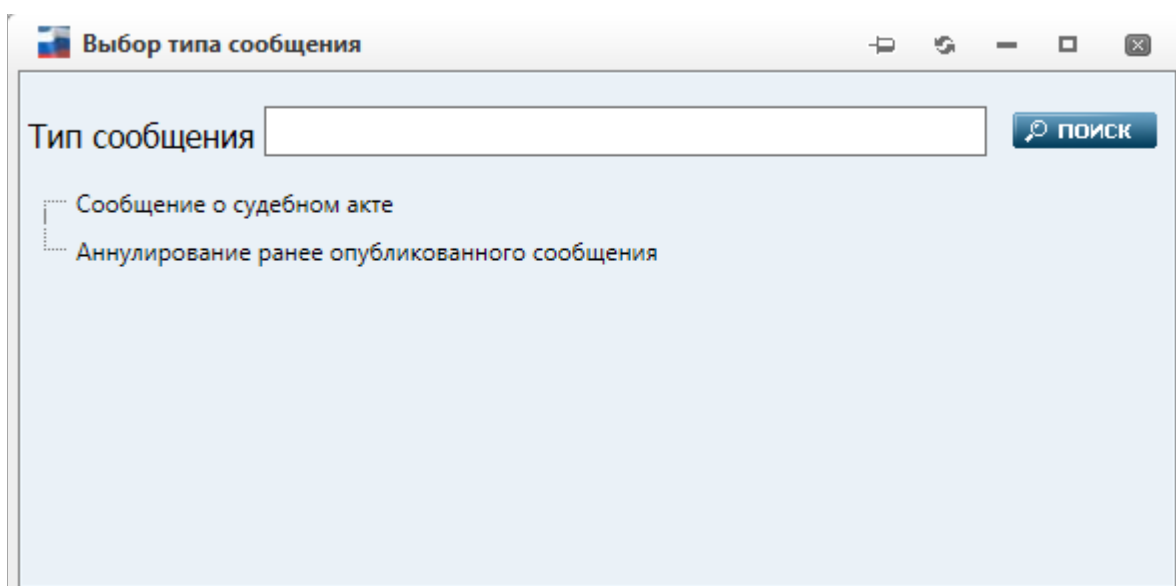 Выбор типа сообщения
Тип сообщения
поиск
Сообщение о судебном акте
Аннулирование ранее опубликованного сообщения